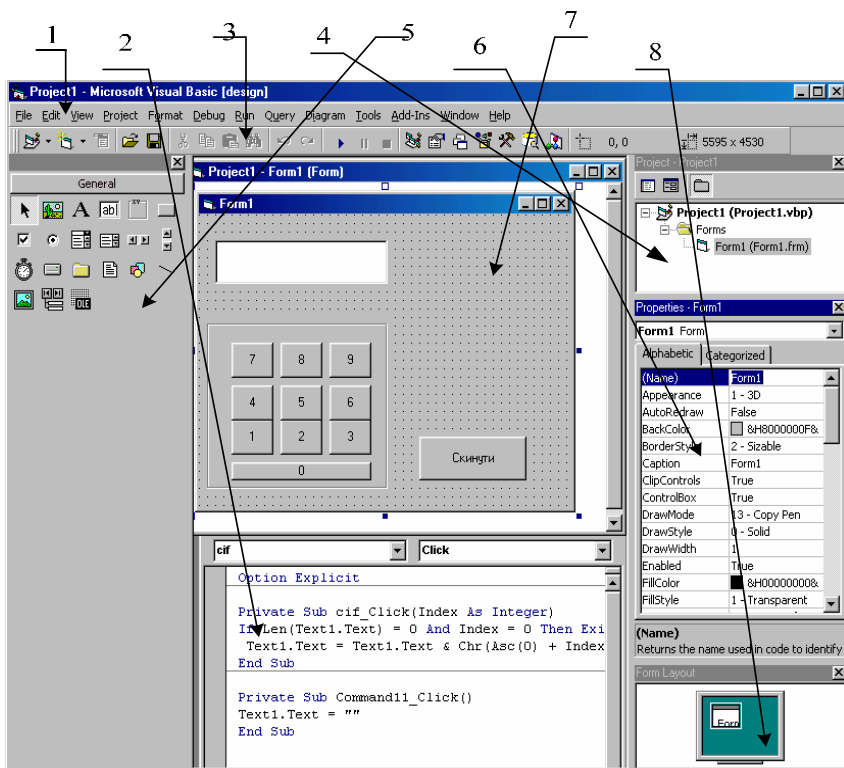 1
2
3
4
5
6
7
8
Project1 - Microsoft Visual Basic [design]
File Edit View Project Format Debug Run Query Diagram Tools Add-Ins Window Help
0, 0
5595 x 4530
General
A
ab
XY
OLE
Project1 - Form1 (Form)
Form1
7 8 9
4 5 6
1 2 3
0
Скинути
cif
Click
Option Explicit
Private Sub cif_Click(Index As Integer)
If Len(Text1.Text) = 0 And Index = 0 Then Exi
Text1.Text = Text1.Text & Chr(Asc(0) + Index
End Sub
Private Sub Command11_Click()
Text1.Text = ""
End Sub
Project - Project1
Project1 (Project1.vbp)
Forms
Form1 (Form1.frm)
Properties - Form1
Form1 Form
Alphabetic Categorized
(Name) Form1
Appearance 1 - 3D
AutoRedraw False
BackColor &H8000000F&
BorderStyle 2 - Sizable
Caption Form1
ClipControls True
ControlBox True
DrawMode 13 - Copy Pen
DrawStyle 0 - Solid
DrawWidth 1
Enabled True
FillColor &H00000000&
FillStyle 1 - Transparent
(Name)
Returns the name used in code to identify
Form Layout
Form